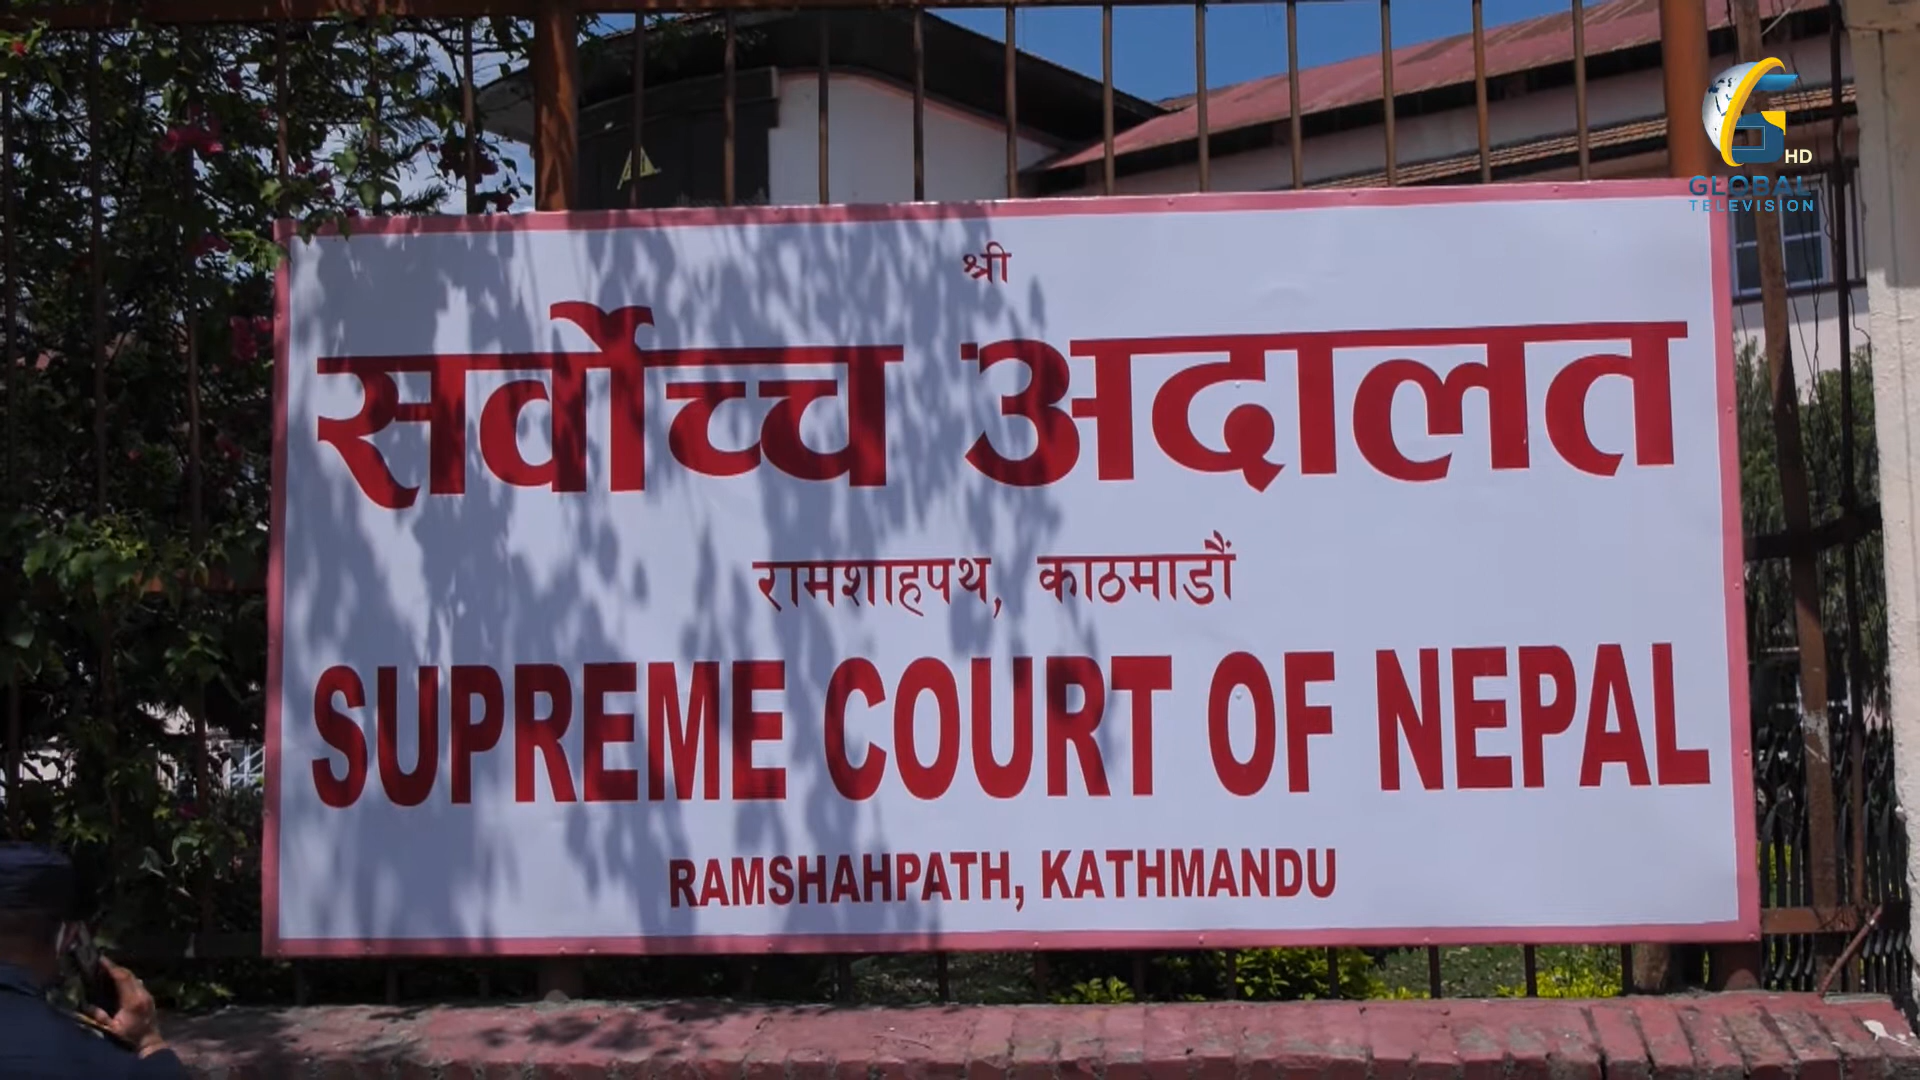 HD
GLOBAL
TELEVISION
श्री
सर्वोच्च अदालत
रामशाहपथ, काठमाडौं
SUPREME COURT OF NEPAL
RAMSHAHPATH, KATHMANDU